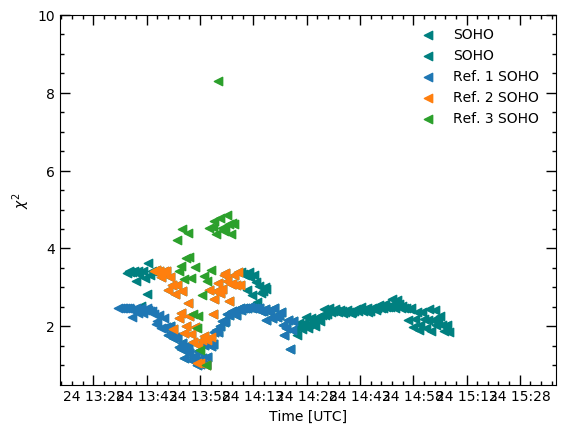 10
8
6
4
2
χ²
SOHO
SOHO
Ref. 1 SOHO
Ref. 2 SOHO
Ref. 3 SOHO
24 13:28 24 13:43 24 13:58 24 14:13 24 14:28 24 14:43 24 14:58 24 15:13 24 15:28
Time [UTC]